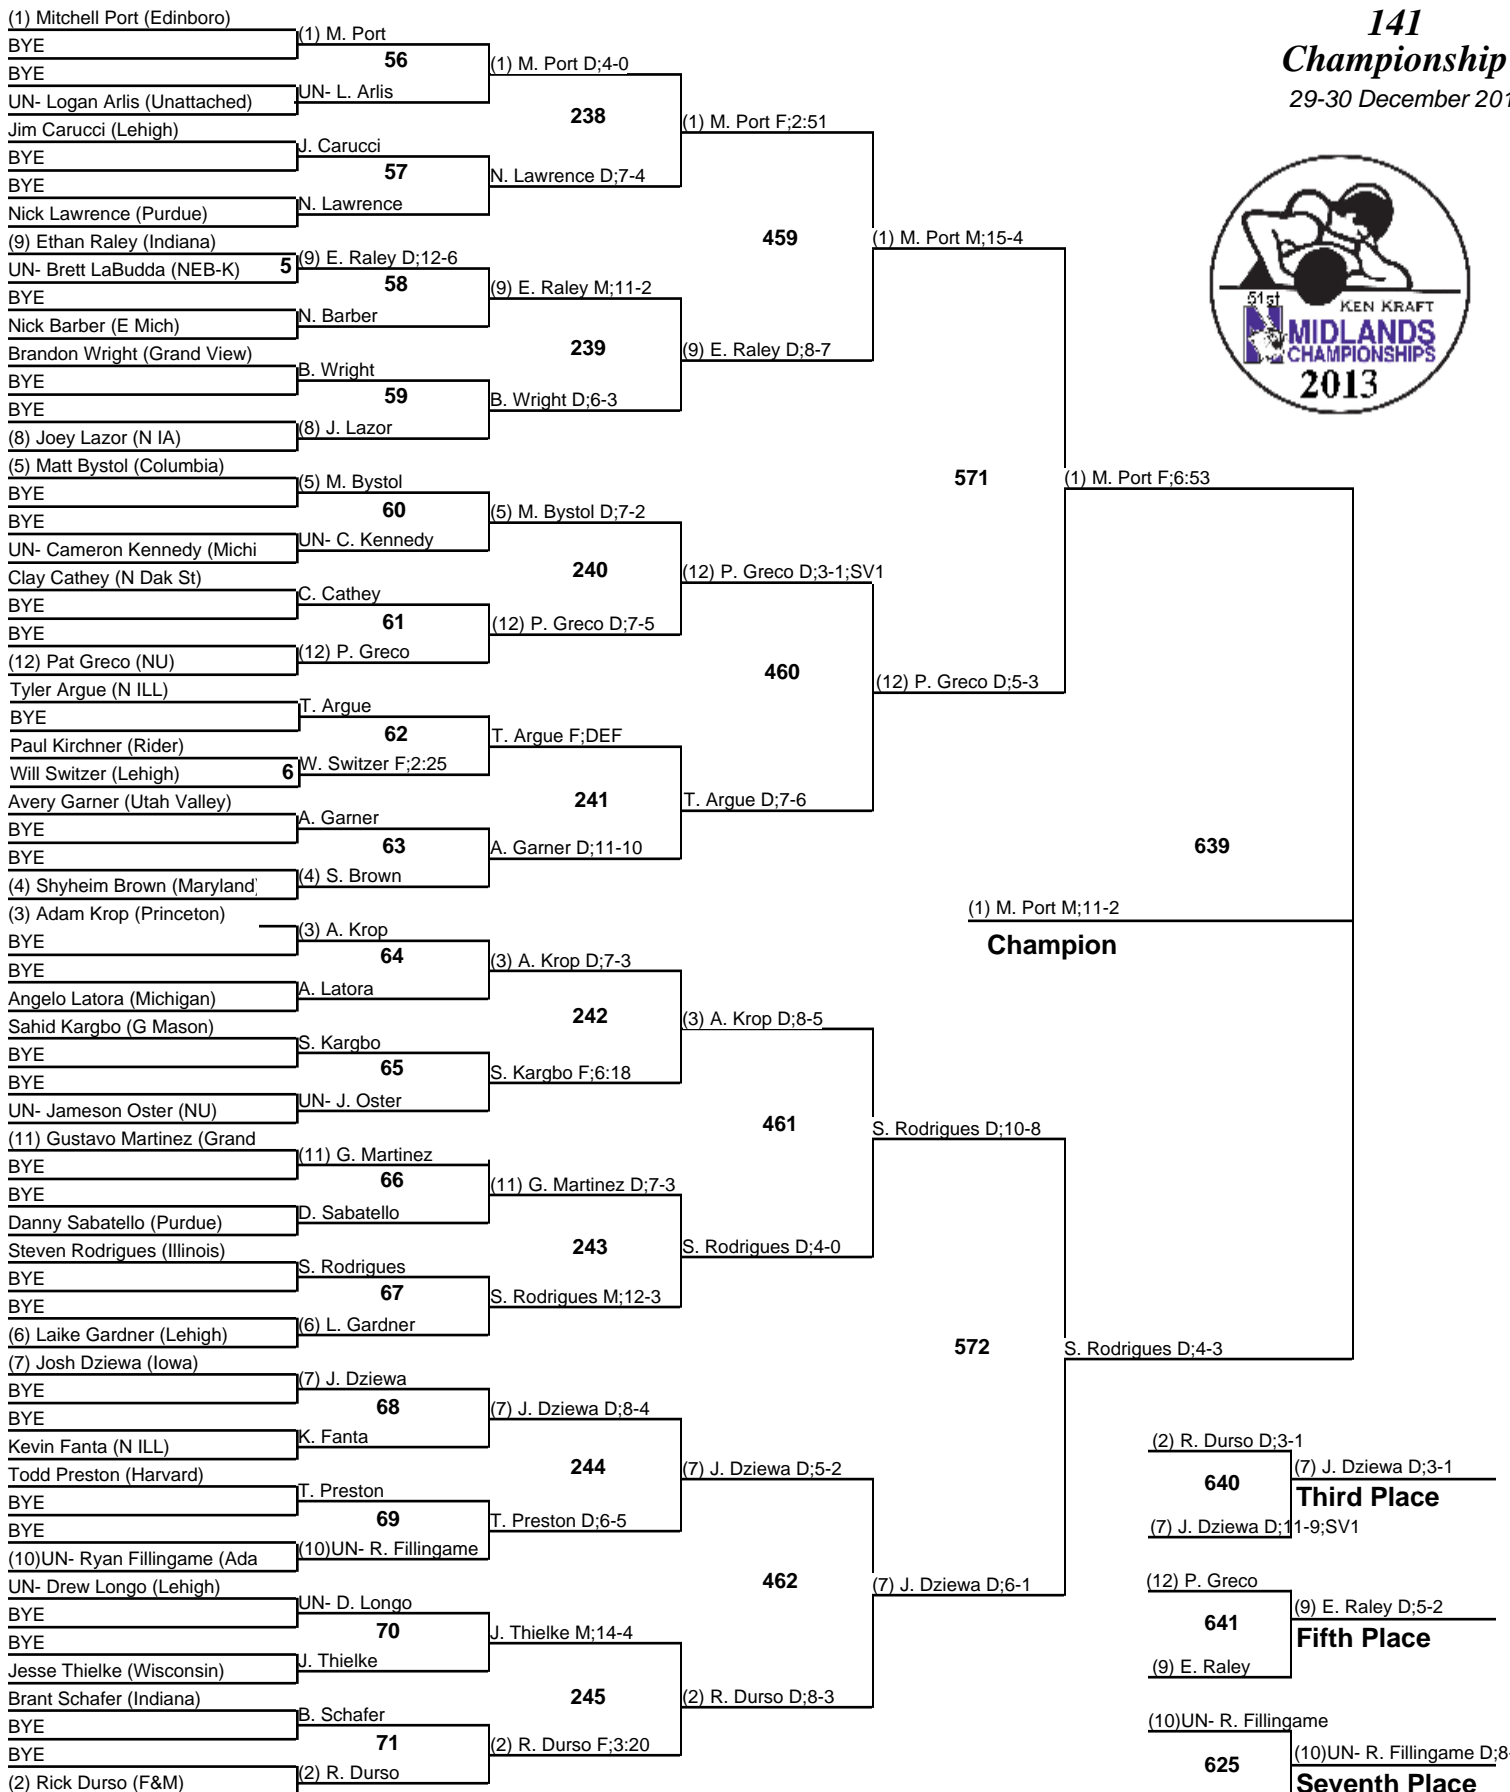 141
Championship
29-30 December 201
51st
KEN KRAFT
MIDLANDS
CHAMPIONSHIPS
2013
(1) Mitchell Port (Edinboro)
BYE
BYE
UN- Logan Arlis (Unattached)
Jim Carucci (Lehigh)
BYE
BYE
Nick Lawrence (Purdue)
(9) Ethan Raley (Indiana)
UN- Brett LaBudda (NEB-K)
5
BYE
Nick Barber (E Mich)
Brandon Wright (Grand View)
BYE
BYE
(8) Joey Lazor (N IA)
(5) Matt Bystol (Columbia)
BYE
BYE
UN- Cameron Kennedy (Michi
Clay Cathey (N Dak St)
BYE
BYE
(12) Pat Greco (NU)
Tyler Argue (N ILL)
BYE
Paul Kirchner (Rider)
Will Switzer (Lehigh)
6
Avery Garner (Utah Valley)
BYE
BYE
(4) Shyheim Brown (Maryland)
(3) Adam Krop (Princeton)
BYE
BYE
Angelo Latora (Michigan)
Sahid Kargbo (G Mason)
BYE
BYE
UN- Jameson Oster (NU)
(11) Gustavo Martinez (Grand
BYE
BYE
Danny Sabatello (Purdue)
Steven Rodrigues (Illinois)
BYE
BYE
(6) Laike Gardner (Lehigh)
(7) Josh Dziewa (Iowa)
BYE
BYE
Kevin Fanta (N ILL)
Todd Preston (Harvard)
BYE
BYE
(10)UN- Ryan Fillingame (Ada
UN- Drew Longo (Lehigh)
BYE
BYE
Jesse Thielke (Wisconsin)
Brant Schafer (Indiana)
BYE
BYE
(2) Rick Durso (F&M)
(1) M. Port
56
UN- L. Arlis
J. Carucci
57
N. Lawrence
(9) E. Raley D;12-6
58
N. Barber
B. Wright
59
(8) J. Lazor
(5) M. Bystol
60
UN- C. Kennedy
C. Cathey
61
(12) P. Greco
T. Argue
62
W. Switzer F;2:25
A. Garner
63
(4) S. Brown
(3) A. Krop
64
A. Latora
S. Kargbo
65
UN- J. Oster
(11) G. Martinez
66
D. Sabatello
S. Rodrigues
67
(6) L. Gardner
(7) J. Dziewa
68
K. Fanta
T. Preston
69
(10)UN- R. Fillingame
UN- D. Longo
70
J. Thielke
B. Schafer
71
(2) R. Durso
(1) M. Port D;4-0
238
N. Lawrence D;7-4
(9) E. Raley M;11-2
239
B. Wright D;6-3
(5) M. Bystol D;7-2
240
(12) P. Greco D;7-5
T. Argue F;DEF
241
A. Garner D;11-10
(3) A. Krop D;7-3
242
S. Kargbo F;6:18
(11) G. Martinez D;7-3
243
S. Rodrigues M;12-3
(7) J. Dziewa D;8-4
244
T. Preston D;6-5
J. Thielke M;14-4
245
(2) R. Durso F;3:20
(1) M. Port F;2:51
459
(9) E. Raley D;8-7
(12) P. Greco D;3-1;SV1
460
T. Argue D;7-6
(3) A. Krop D;8-5
461
S. Rodrigues D;4-0
(7) J. Dziewa D;5-2
462
(2) R. Durso D;8-3
(1) M. Port M;15-4
571
(12) P. Greco D;5-3
S. Rodrigues D;10-8
572
(7) J. Dziewa D;6-1
(1) M. Port F;6:53
639
S. Rodrigues D;4-3
(1) M. Port M;11-2
Champion
(2) R. Durso D;3-1
640
(7) J. Dziewa D;11-9;SV1
(7) J. Dziewa D;3-1
Third Place
(12) P. Greco
641
(9) E. Raley
(9) E. Raley D;5-2
Fifth Place
(10)UN- R. Fillingame
625
(10)UN- R. Fillingame D;8-
Seventh Place